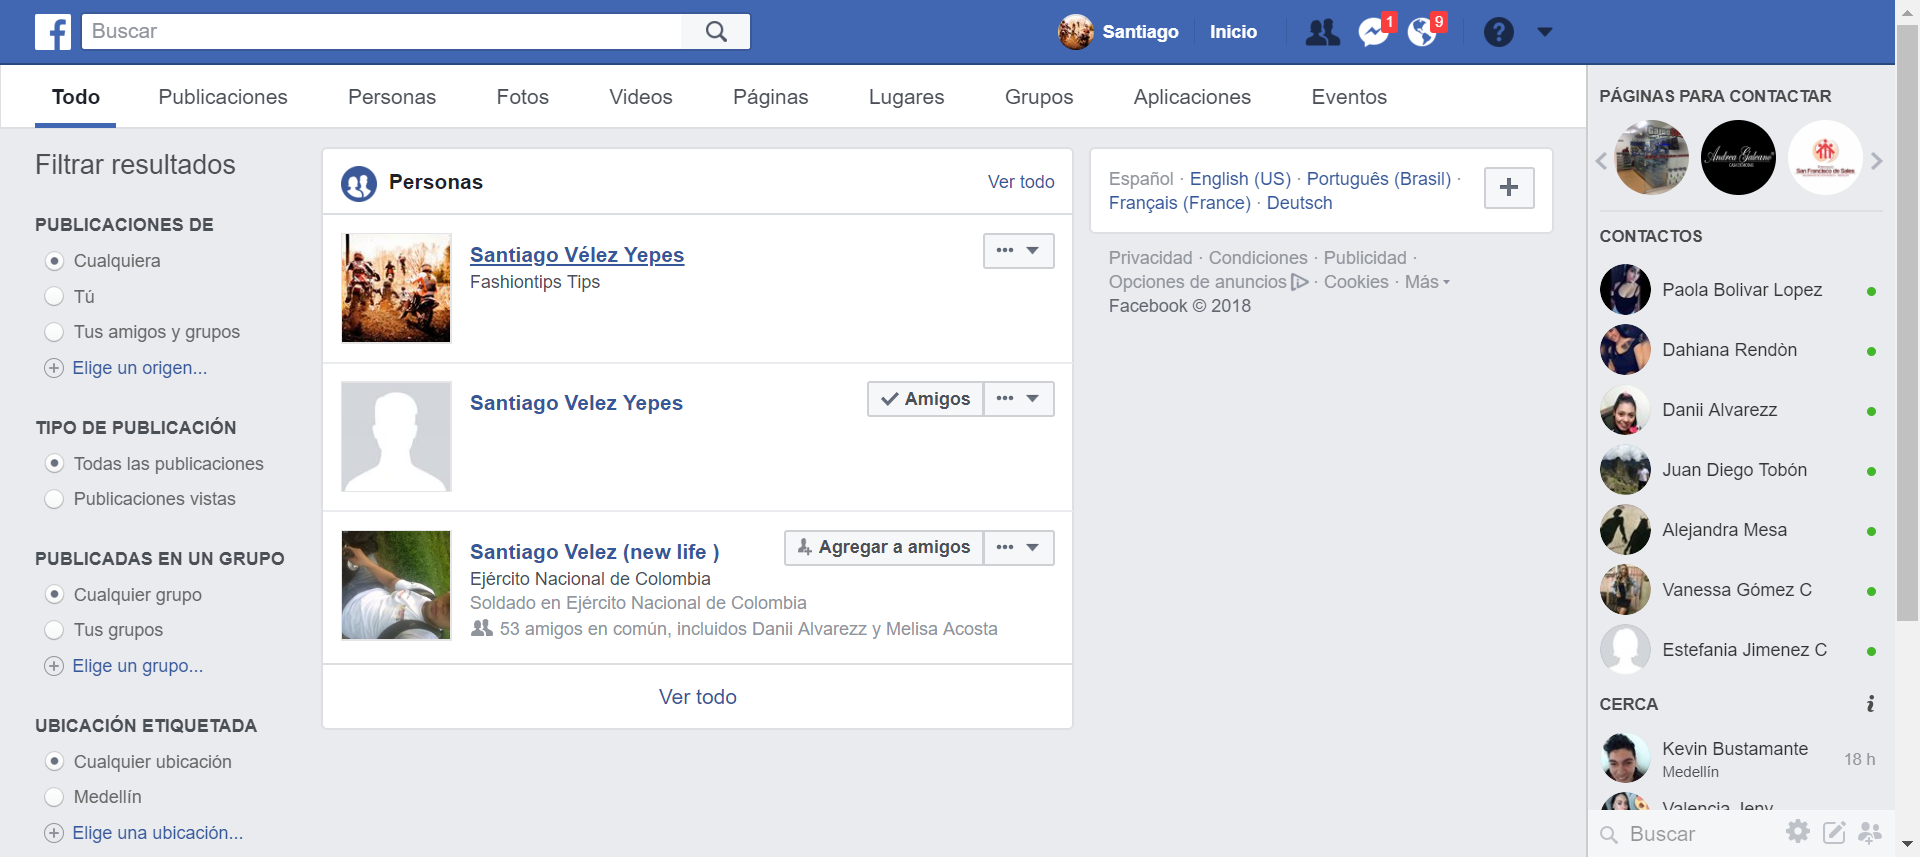 Buscar
Santiago
Inicio
1
9
Todo
Publicaciones
Personas
Fotos
Videos
Páginas
Lugares
Grupos
Aplicaciones
Eventos
Filtrar resultados
PUBLICACIONES DE
Cualquiera
Tú
Tus amigos y grupos
Elige un origen...
TIPO DE PUBLICACIÓN
Todas las publicaciones
Publicaciones vistas
PUBLICADAS EN UN GRUPO
Cualquier grupo
Tus grupos
Elige un grupo...
UBICACIÓN ETIQUETADA
Cualquier ubicación
Medellín
Elige una ubicación...
Personas
Ver todo
Santiago Vélez Yepes
Fashiontips Tips
Santiago Velez Yepes
Amigos
Santiago Velez (new life )
Agregar a amigos
Ejército Nacional de Colombia
Soldado en Ejército Nacional de Colombia
53 amigos en común, incluidos Danii Alvarezz y Melisa Acosta
Ver todo
Español · English (US) · Português (Brasil) ·
Français (France) · Deutsch
Privacidad · Condiciones · Publicidad ·
Opciones de anuncios · Cookies · Más
Facebook © 2018
PÁGINAS PARA CONTACTAR
Andrea Galeano
San Francisco de Sales
CONTACTOS
Paola Bolivar Lopez
Dahiana Rendòn
Danii Alvarezz
Juan Diego Tobón
Alejandra Mesa
Vanessa Gómez C
Estefania Jimenez C
CERCA
Kevin Bustamante
Medellín
18 h
Valencia Jeny
Buscar